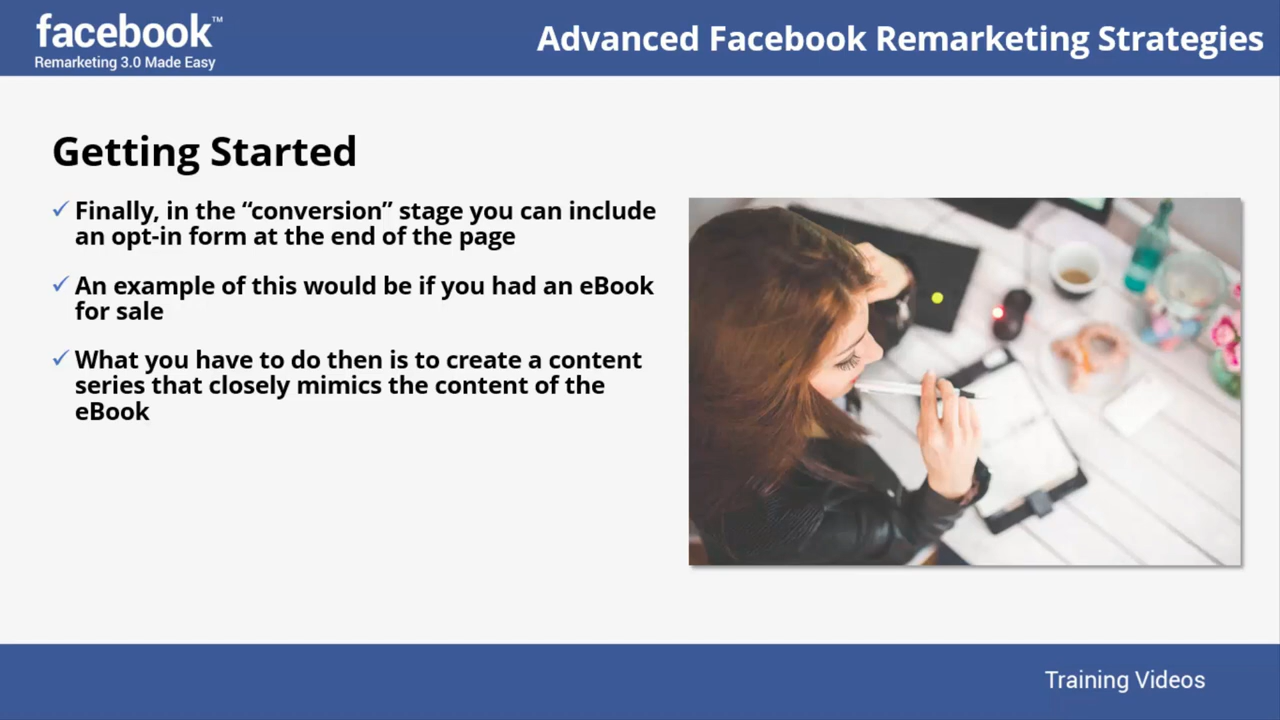 facebook™
Remarketing 3.0 Made Easy
Advanced Facebook Remarketing Strategies
Getting Started
✓ Finally, in the “conversion” stage you can include
an opt-in form at the end of the page
✓ An example of this would be if you had an eBook
for sale
✓ What you have to do then is to create a content
series that closely mimics the content of the
eBook
Training Videos